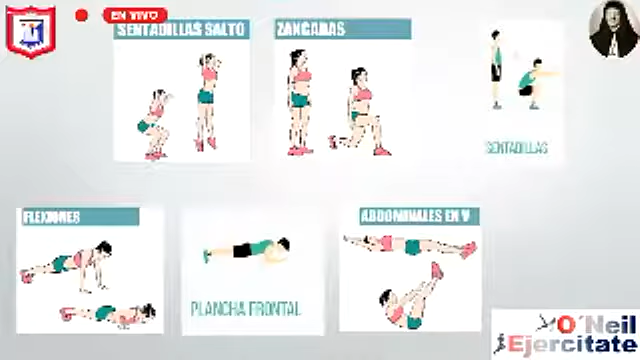 EN VIVO
SENTADILLAS SALTO
ZANCADAS
SENTADILLAS
FLEXIONES
PLANCHA FRONTAL
ABDOMINALES EN V
O'Neil
Ejercitate